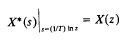 X*(s)|s=(1/T) ln z = X(z)